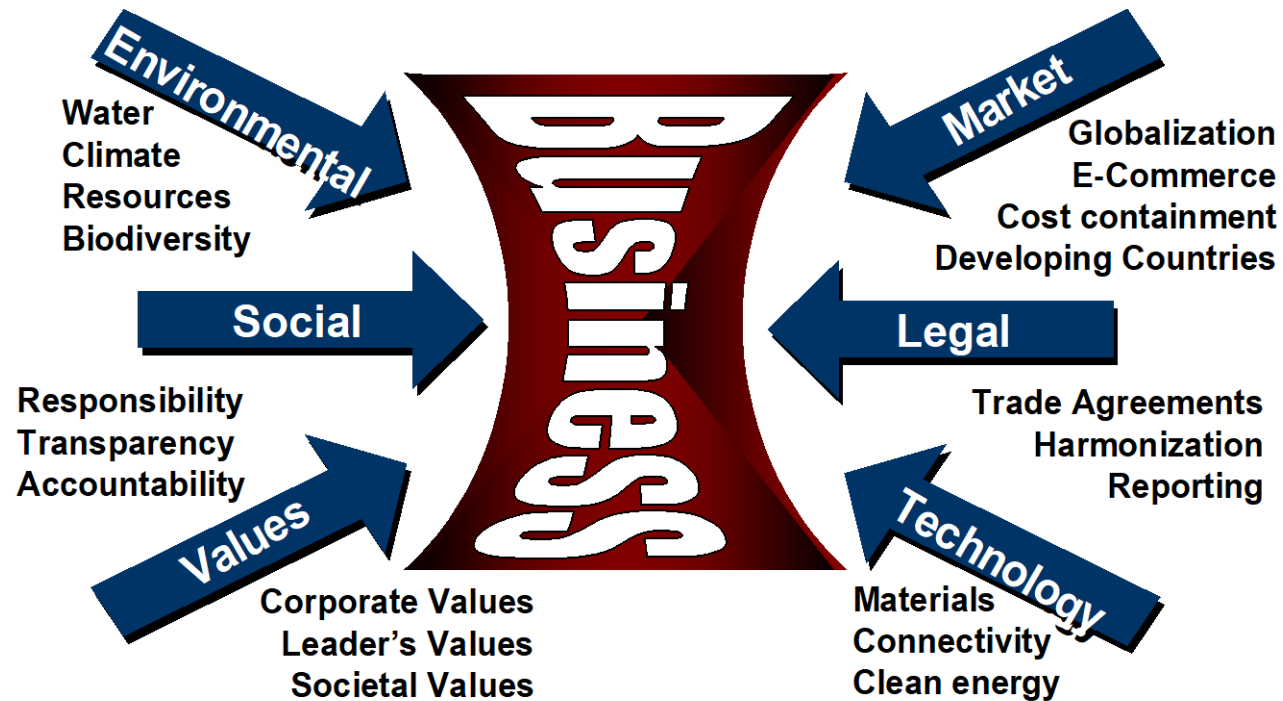 Environmental
Water
Climate
Resources
Biodiversity
Social
Responsibility
Transparency
Accountability
Values
Corporate Values
Leader’s Values
Societal Values
Business
Market
Globalization
E-Commerce
Cost containment
Developing Countries
Legal
Trade Agreements
Harmonization
Reporting
Technology
Materials
Connectivity
Clean energy